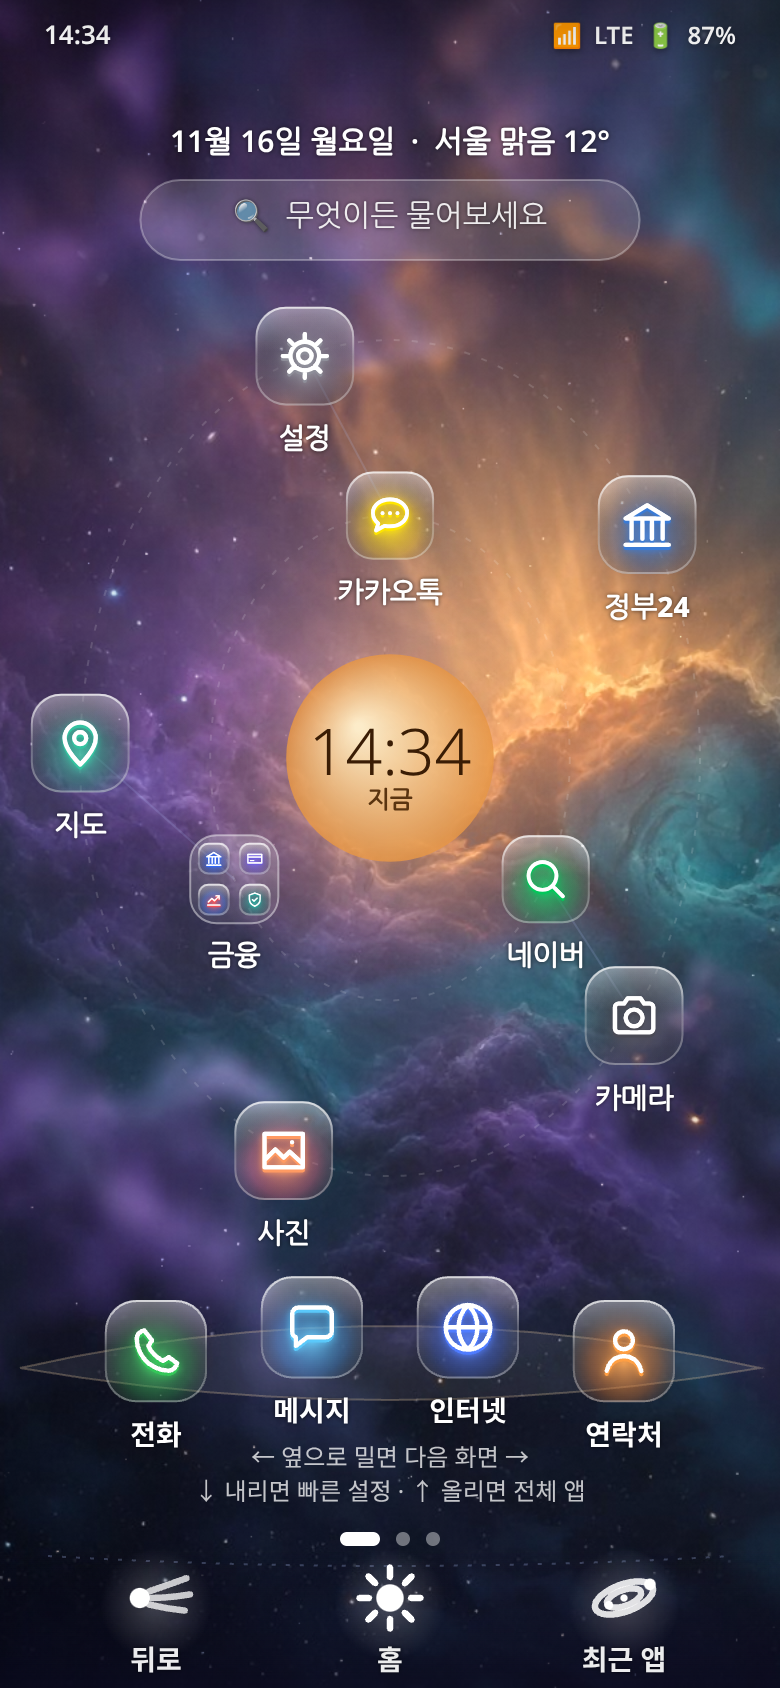 14:34 LTE 87%
11월 16일 월요일 · 서울 맑음 12°
무엇이든 물어보세요
설정
카카오톡
정부24
14:34
지금
지도
금융
네이버
카메라
사진
전화
메시지
인터넷
연락처
← 옆으로 밀면 다음 화면 →
↓ 내리면 빠른 설정 · ↑ 올리면 전체 앱
뒤로
홈
최근 앱